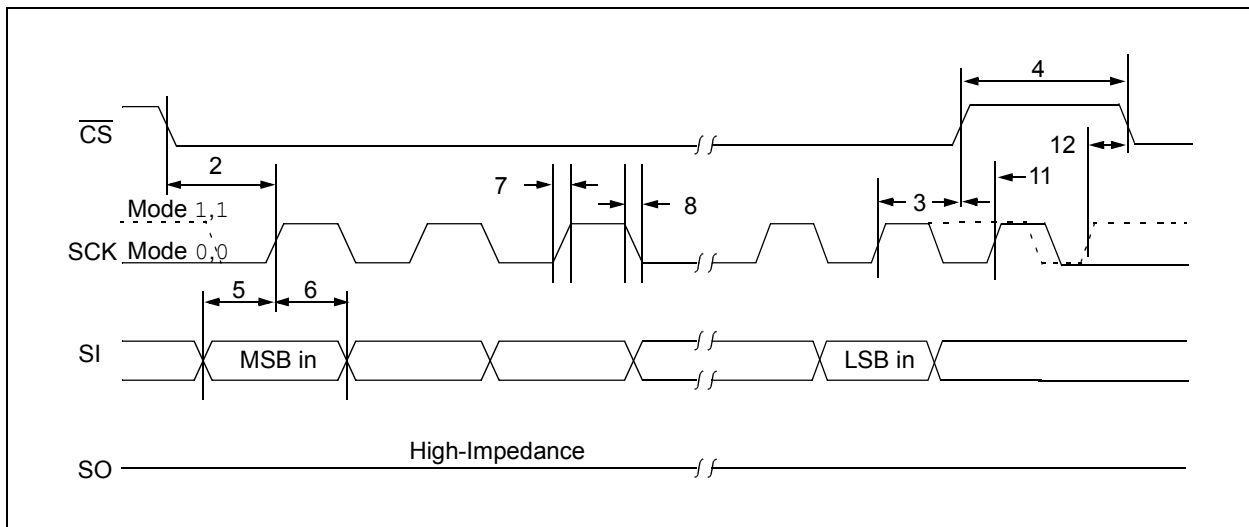 4
CS
12
2
7
8
3
11
Mode 1,1
SCK Mode 0,0
5
6
SI
MSB in
LSB in
High-Impedance
SO